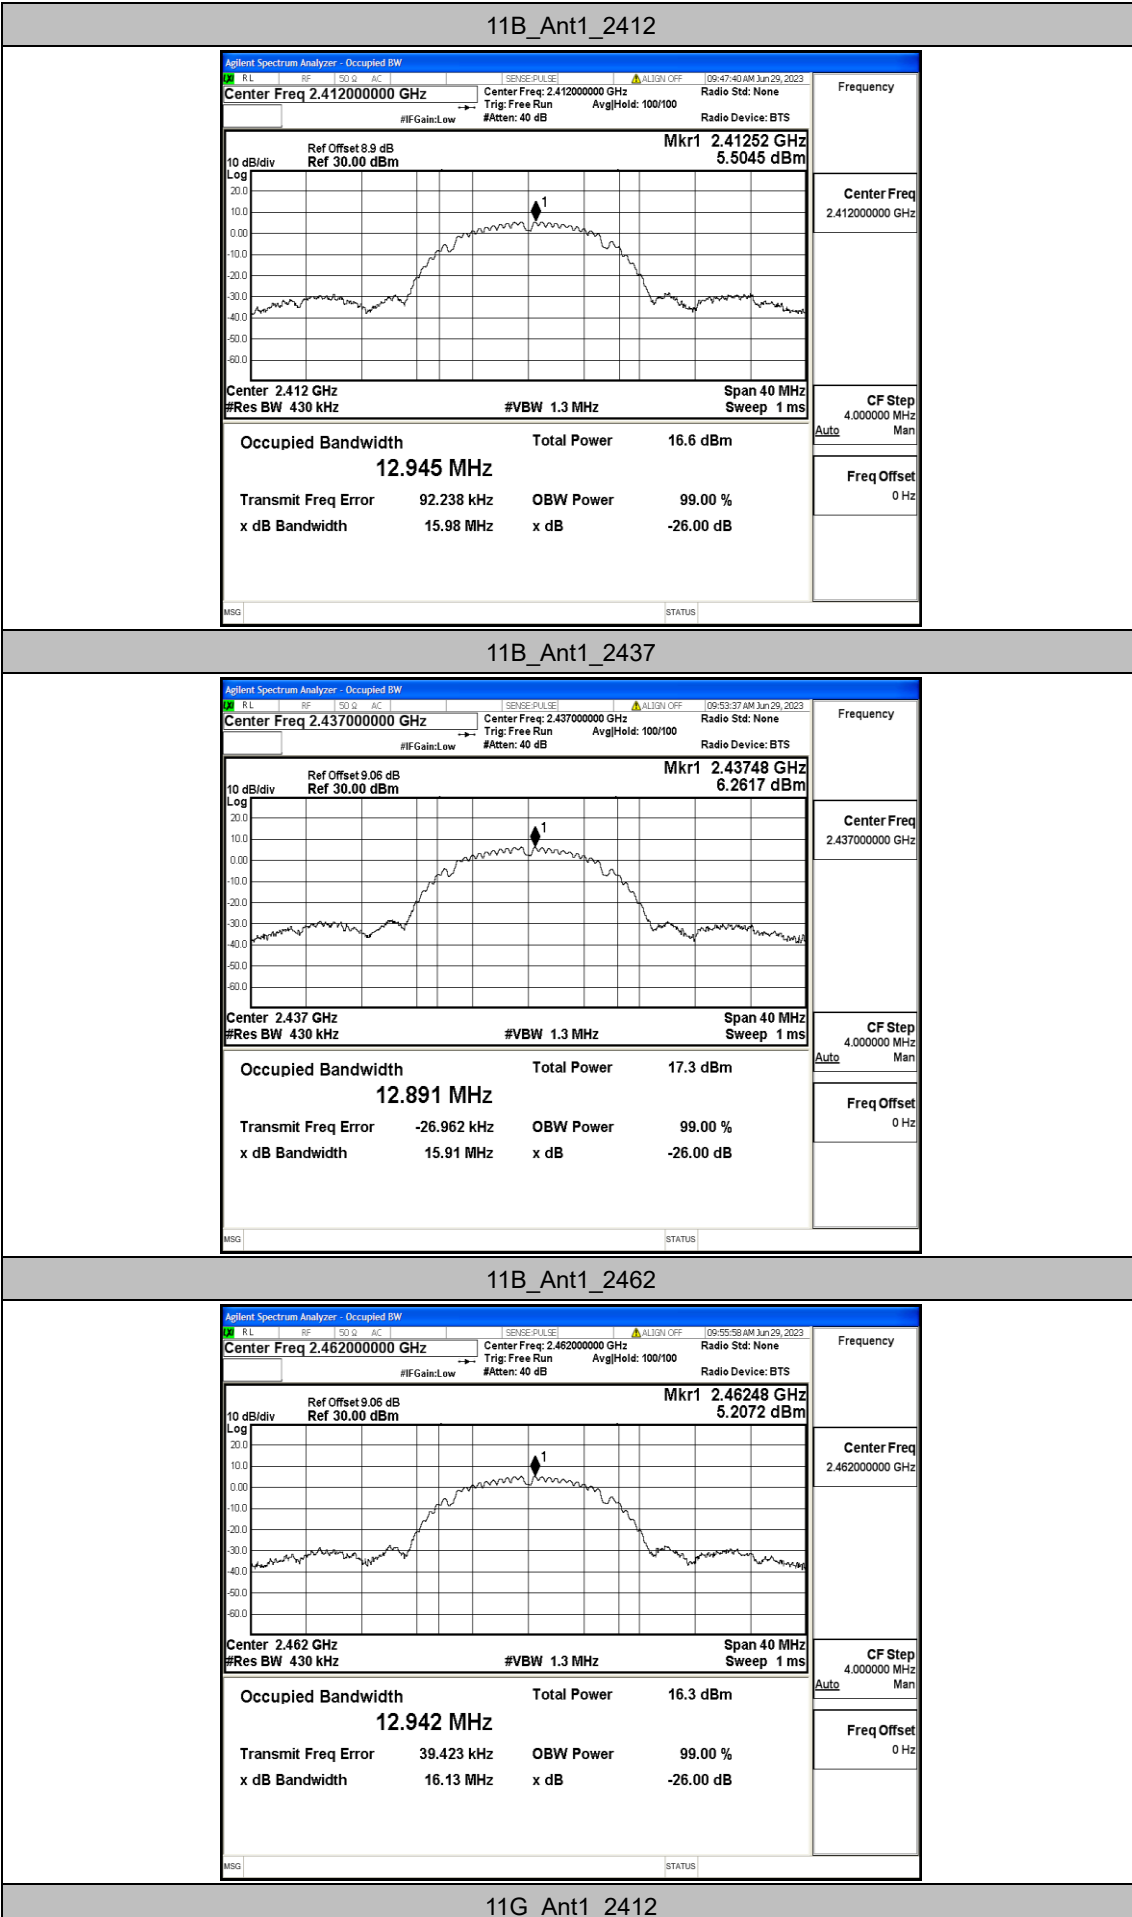 11B_Ant1_2412
Agilent Spectrum Analyzer - Occupied BW
LXI RL RF 50 Ω AC SENSE:PULSE ALIGN OFF 09:47:40 AM Jun 29, 2023
Center Freq 2.412000000 GHz Center Freq: 2.412000000 GHz Radio Std: None Frequency
Trig: Free Run Avg|Hold: 100/100
#IFGain:Low #Atten: 40 dB Radio Device: BTS
Mkr1 2.41252 GHz
Ref Offset 8.9 dB 5.5045 dBm
10 dB/div Ref 30.00 dBm
Log
20.0
10.0
0.00
-10.0
-20.0
-30.0
-40.0
-50.0
-60.0
1
Center Freq
2.412000000 GHz
Center 2.412 GHz Span 40 MHz
#Res BW 430 kHz #VBW 1.3 MHz Sweep 1 ms
CF Step
4.000000 MHz
Auto Man
Occupied Bandwidth Total Power 16.6 dBm
12.945 MHz
Freq Offset
0 Hz
Transmit Freq Error 92.238 kHz OBW Power 99.00 %
x dB Bandwidth 15.98 MHz x dB -26.00 dB
MSG STATUS
11B_Ant1_2437
Agilent Spectrum Analyzer - Occupied BW
LXI RL RF 50 Ω AC SENSE:PULSE ALIGN OFF 09:53:37 AM Jun 29, 2023
Center Freq 2.437000000 GHz Center Freq: 2.437000000 GHz Radio Std: None Frequency
Trig: Free Run Avg|Hold: 100/100
#IFGain:Low #Atten: 40 dB Radio Device: BTS
Mkr1 2.43748 GHz
Ref Offset 9.06 dB 6.2617 dBm
10 dB/div Ref 30.00 dBm
Log
20.0
10.0
0.00
-10.0
-20.0
-30.0
-40.0
-50.0
-60.0
1
Center Freq
2.437000000 GHz
Center 2.437 GHz Span 40 MHz
#Res BW 430 kHz #VBW 1.3 MHz Sweep 1 ms
CF Step
4.000000 MHz
Auto Man
Occupied Bandwidth Total Power 17.3 dBm
12.891 MHz
Freq Offset
0 Hz
Transmit Freq Error -26.962 kHz OBW Power 99.00 %
x dB Bandwidth 15.91 MHz x dB -26.00 dB
MSG STATUS
11B_Ant1_2462
Agilent Spectrum Analyzer - Occupied BW
LXI RL RF 50 Ω AC SENSE:PULSE ALIGN OFF 09:55:58 AM Jun 29, 2023
Center Freq 2.462000000 GHz Center Freq: 2.462000000 GHz Radio Std: None Frequency
Trig: Free Run Avg|Hold: 100/100
#IFGain:Low #Atten: 40 dB Radio Device: BTS
Mkr1 2.46248 GHz
Ref Offset 9.06 dB 5.2072 dBm
10 dB/div Ref 30.00 dBm
Log
20.0
10.0
0.00
-10.0
-20.0
-30.0
-40.0
-50.0
-60.0
1
Center Freq
2.462000000 GHz
Center 2.462 GHz Span 40 MHz
#Res BW 430 kHz #VBW 1.3 MHz Sweep 1 ms
CF Step
4.000000 MHz
Auto Man
Occupied Bandwidth Total Power 16.3 dBm
12.942 MHz
Freq Offset
0 Hz
Transmit Freq Error 39.423 kHz OBW Power 99.00 %
x dB Bandwidth 16.13 MHz x dB -26.00 dB
MSG STATUS
11G_Ant1_2412